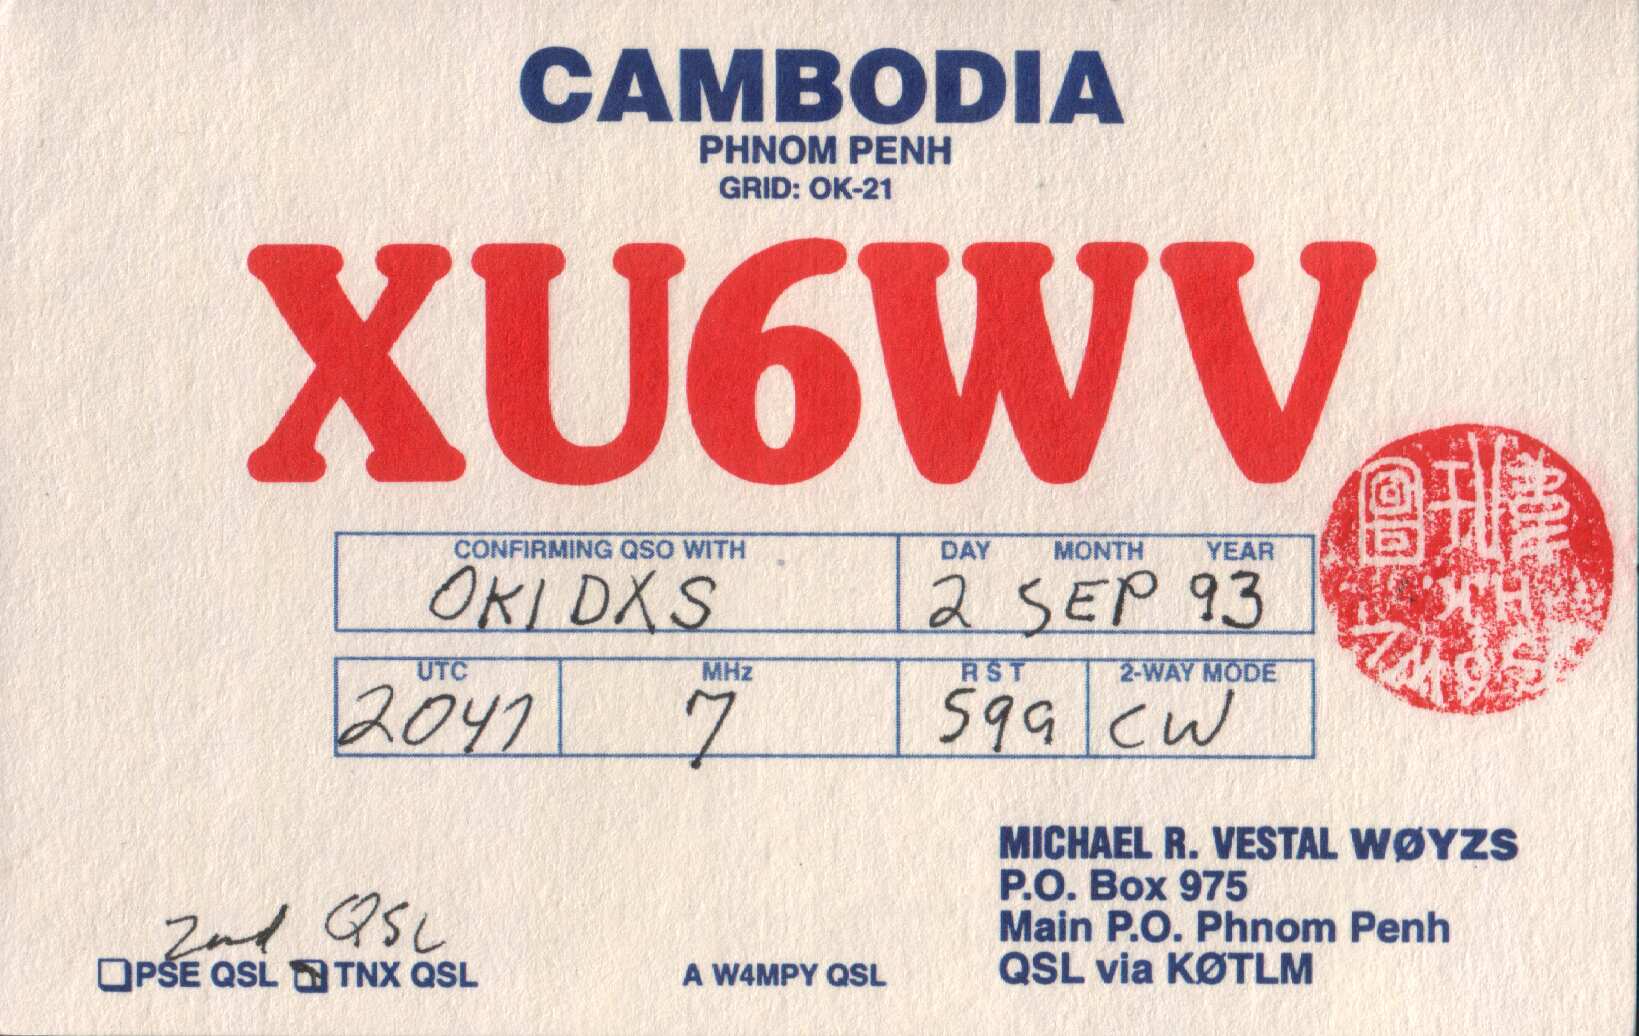 CAMBODIA
PHNOM PENH
GRID: OK-21
XU6WV
CONFIRMING QSO WITH DAY MONTH YEAR
OK1DXS 2 SEP 93
UTC MHz R S T 2-WAY MODE
2047 7 599 CW
MICHAEL R. VESTAL WØYZS
P.O. Box 975
Main P.O. Phnom Penh
QSL via KØTLM
2nd QSL
PSE QSL TNX QSL A W4MPY QSL